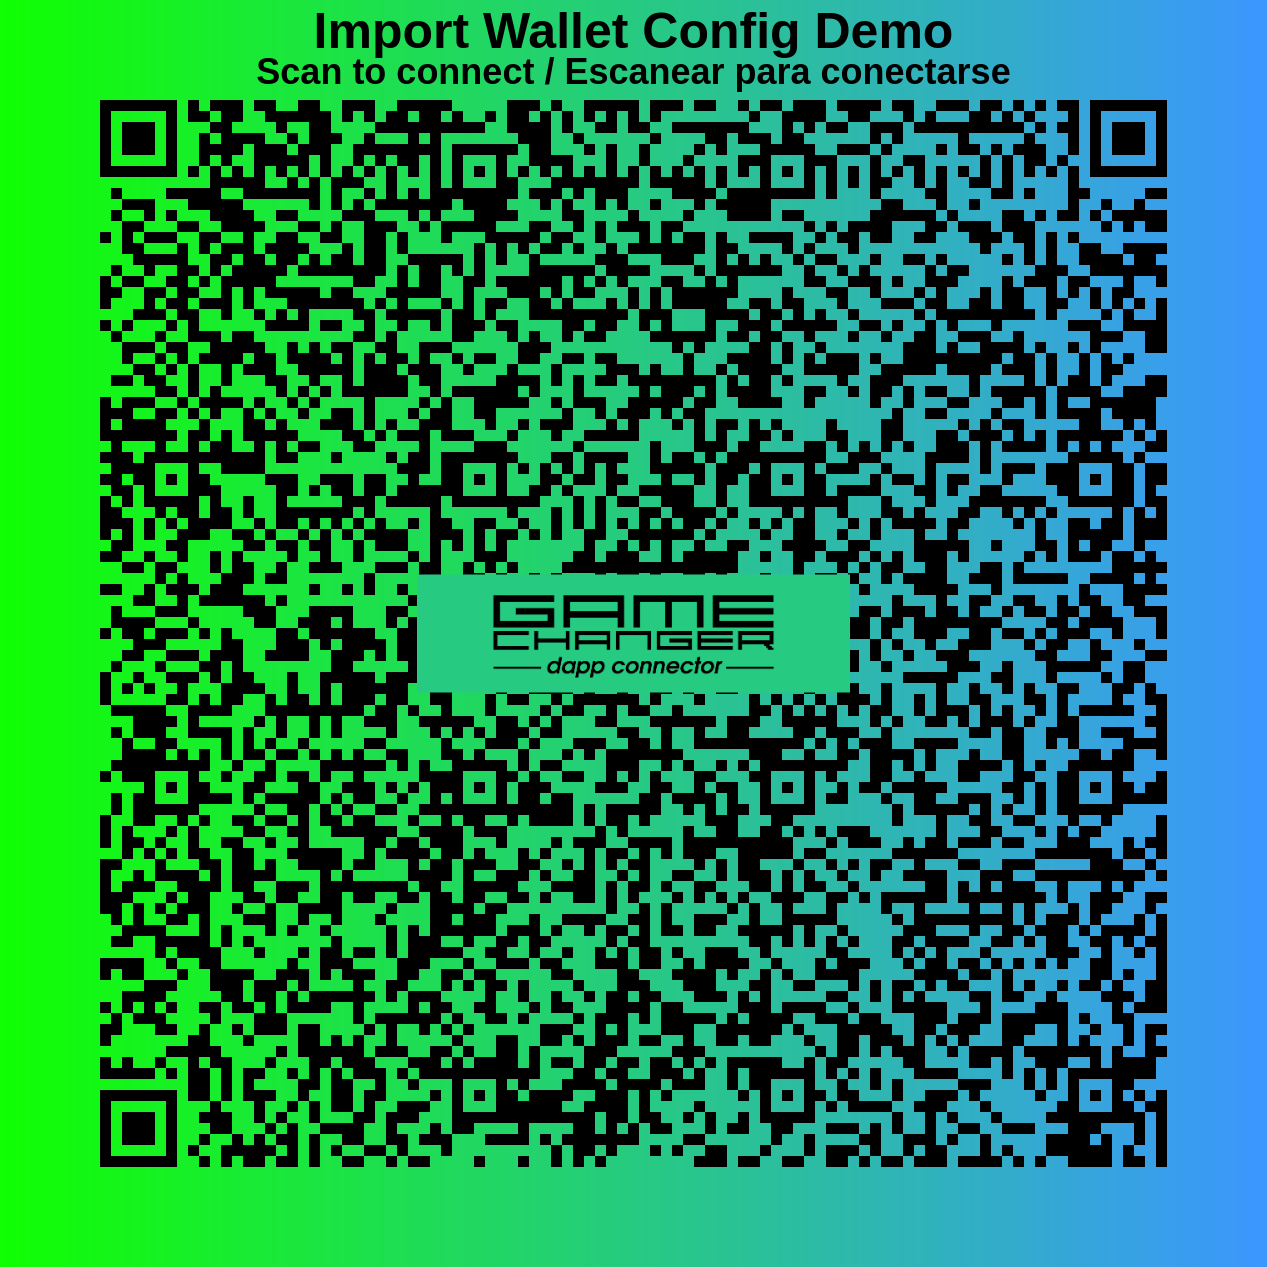 Import Wallet Config Demo
Scan to connect / Escanear para conectarse
GAME
CHANGER
dapp connector